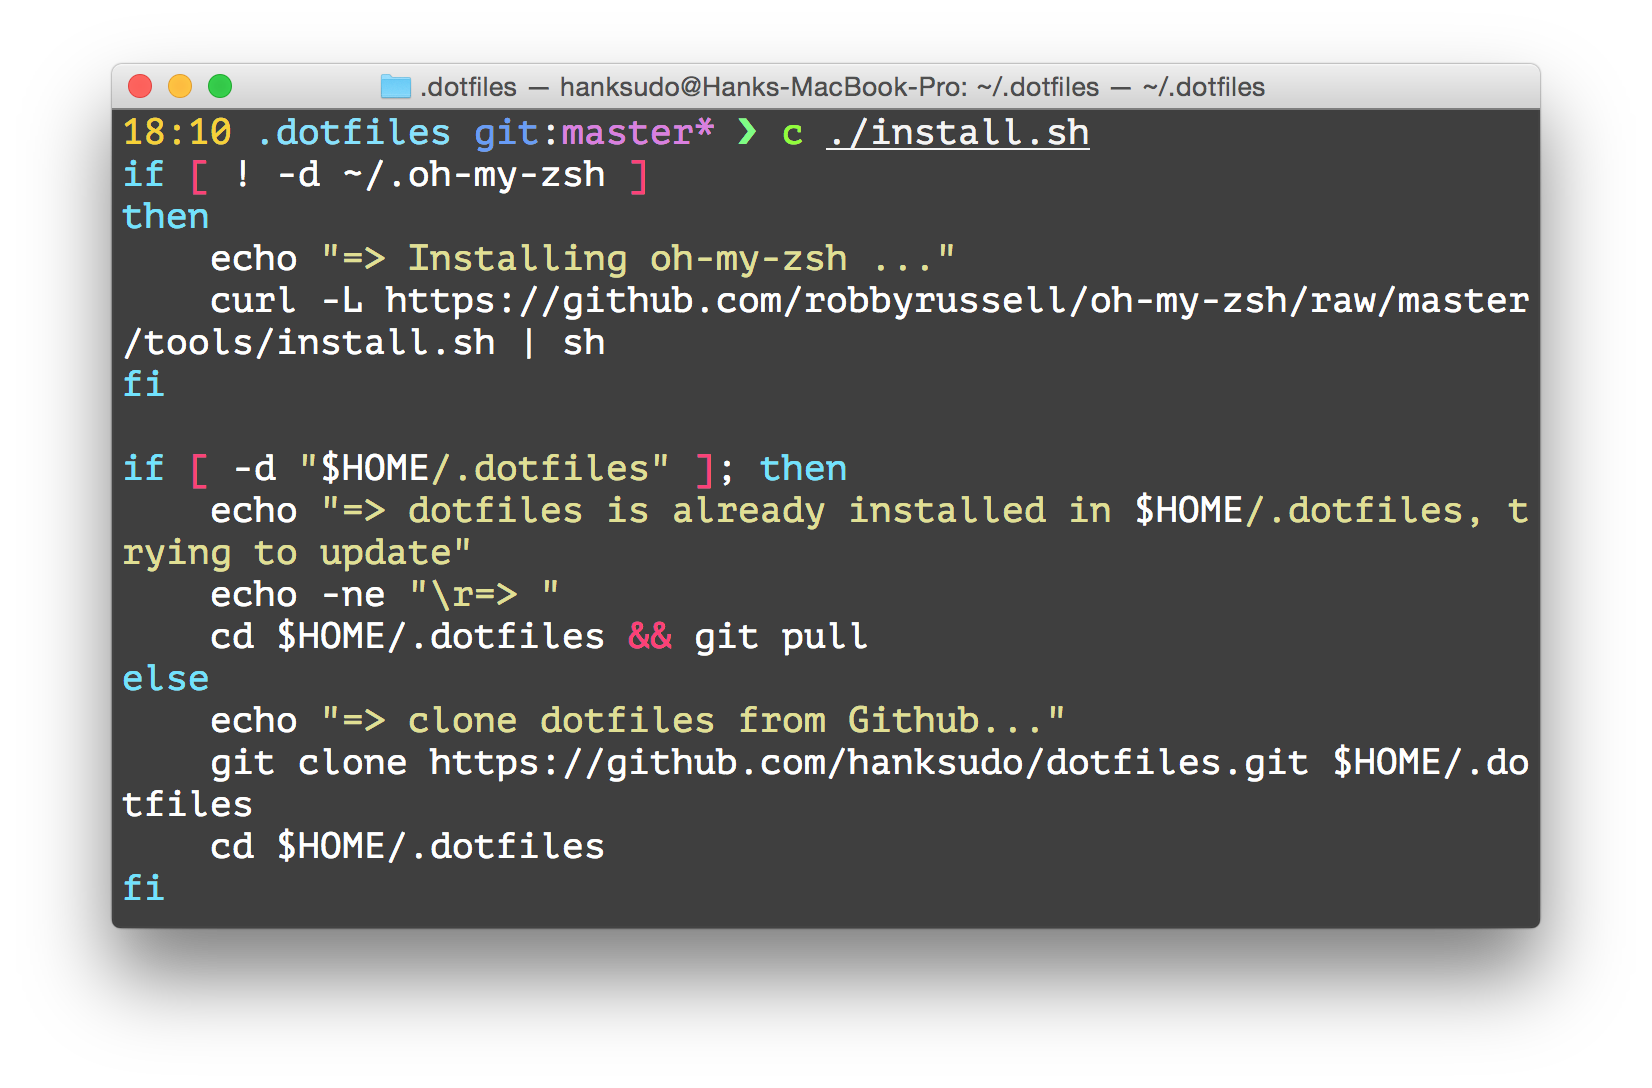 .dotfiles — hanksudo@Hanks-MacBook-Pro: ~/.dotfiles — ~/.dotfiles
18:10 .dotfiles git:master* ❯ c ./install.sh
if [ ! -d ~/.oh-my-zsh ]
then
    echo "=> Installing oh-my-zsh ..."
    curl -L https://github.com/robbyrussell/oh-my-zsh/raw/master
/tools/install.sh | sh
fi

if [ -d "$HOME/.dotfiles" ]; then
    echo "=> dotfiles is already installed in $HOME/.dotfiles, t
rying to update"
    echo -ne "\r=> "
    cd $HOME/.dotfiles && git pull
else
    echo "=> clone dotfiles from Github..."
    git clone https://github.com/hanksudo/dotfiles.git $HOME/.do
tfiles
    cd $HOME/.dotfiles
fi